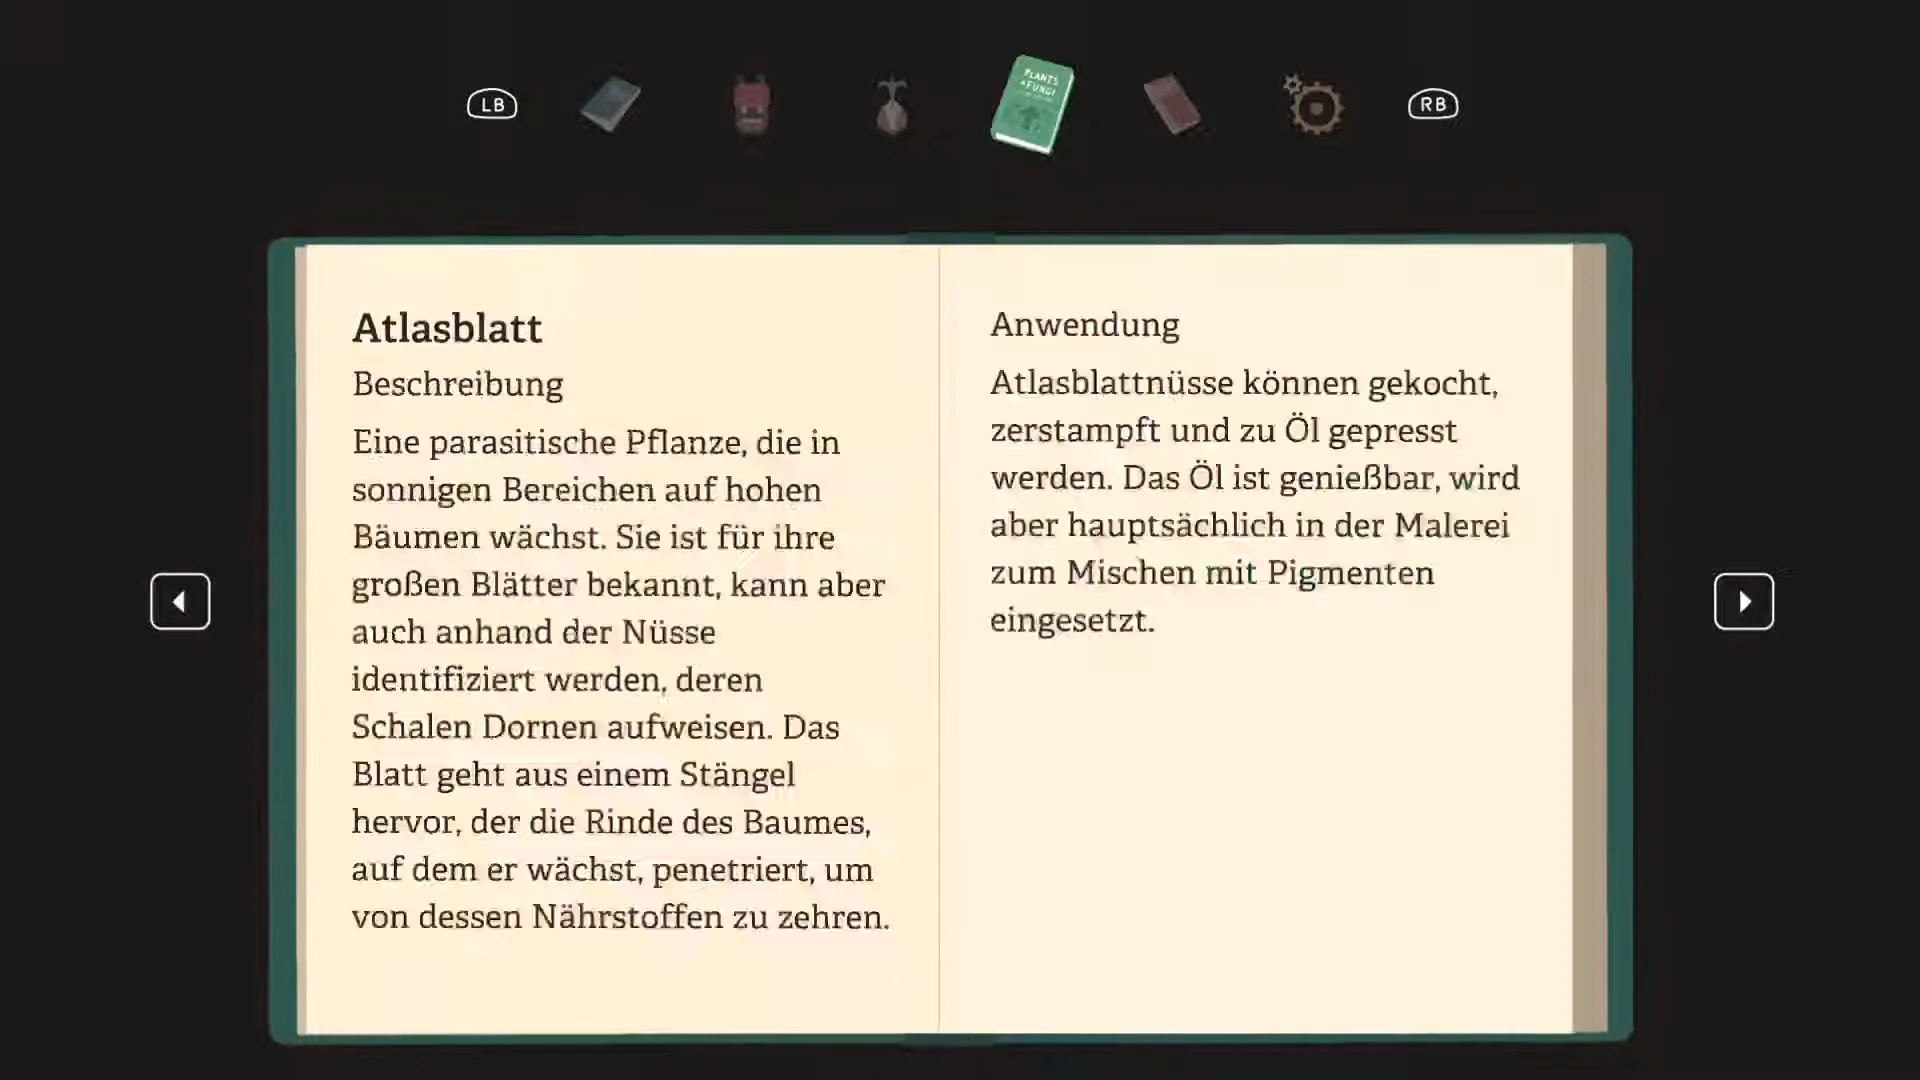 LB
PLANTS
& FUNGI
RB
Atlasblatt
Beschreibung
Eine parasitische Pflanze, die in
sonnigen Bereichen auf hohen
Bäumen wächst. Sie ist für ihre
großen Blätter bekannt, kann aber
auch anhand der Nüsse
identifiziert werden, deren
Schalen Dornen aufweisen. Das
Blatt geht aus einem Stängel
hervor, der die Rinde des Baumes,
auf dem er wächst, penetriert, um
von dessen Nährstoffen zu zehren.
Anwendung
Atlasblattnüsse können gekocht,
zerstampft und zu Öl gepresst
werden. Das Öl ist genießbar, wird
aber hauptsächlich in der Malerei
zum Mischen mit Pigmenten
eingesetzt.